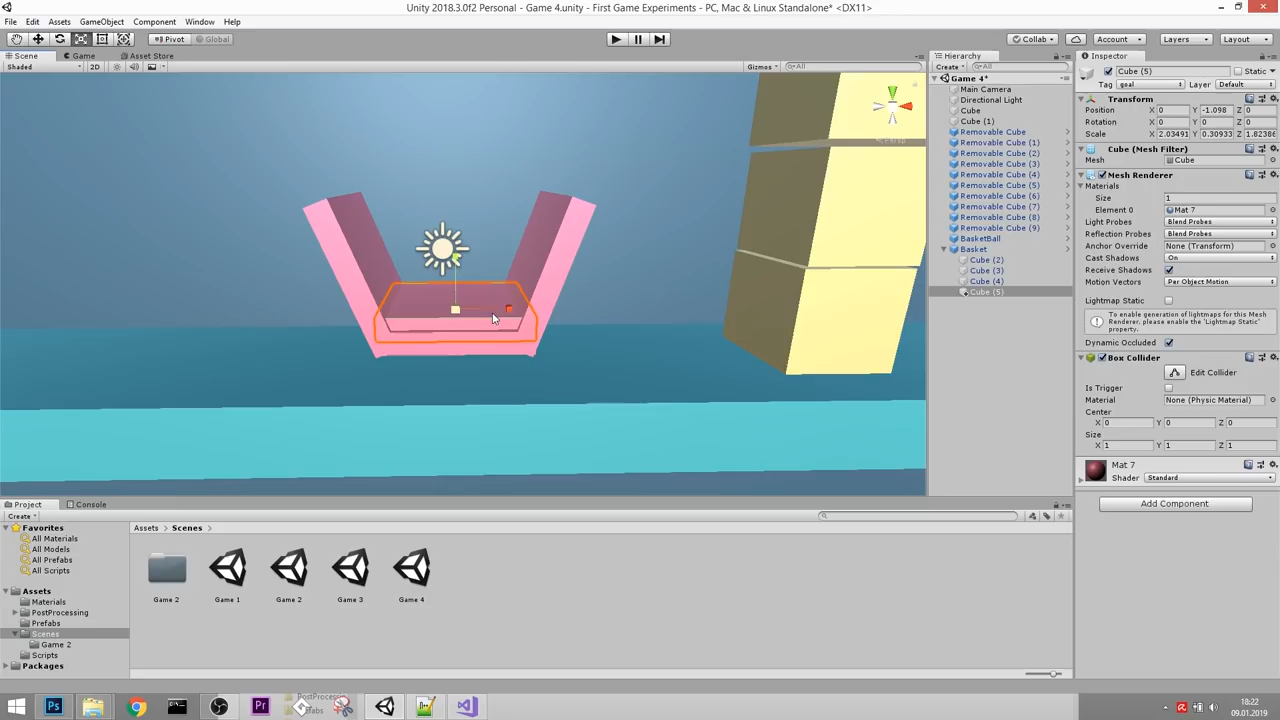 Unity 2018.3.0f2 Personal - Game 4.unity - First Game Experiments - PC, Mac & Linux Standalone* <DX11>
File Edit Assets GameObject Component Window Help
Pivot Global Collab Account Layers Layout
Scene Game Asset Store
Shaded 2D Gizmos All
Hierarchy
Create All
Game 4*
Main Camera
Directional Light
Cube
Cube (1)
Removable Cube
Removable Cube (1)
Removable Cube (2)
Removable Cube (3)
Removable Cube (4)
Removable Cube (5)
Removable Cube (6)
Removable Cube (7)
Removable Cube (8)
Removable Cube (9)
BasketBall
Basket
Cube (2)
Cube (3)
Cube (4)
Cube (5)
Inspector
Cube (5) Static
Tag goal Layer Default
Transform
Position X 0 Y -1.098 Z 0
Rotation X 0 Y 0 Z 0
Scale X 2.03491 Y 0.30933 Z 1.82386
Cube (Mesh Filter)
Mesh Cube
Mesh Renderer
Materials
Size 1
Element 0 Mat 7
Light Probes Blend Probes
Reflection Probes Blend Probes
Anchor Override None (Transform)
Cast Shadows On
Receive Shadows
Motion Vectors Per Object Motion
Lightmap Static
To enable generation of lightmaps for this Mesh
Renderer, please enable the 'Lightmap Static'
property.
Dynamic Occluded
Box Collider
Edit Collider
Is Trigger
Material None (Physic Material)
Center
X 0 Y 0 Z 0
Size
X 1 Y 1 Z 1
Mat 7
Shader Standard
Add Component
Project Console
Create
Favorites
All Materials
All Models
All Prefabs
All Scripts
Assets
Materials
PostProcessing
Prefabs
Scenes
Game 2
Scripts
Packages
Assets Scenes
Game 2 Game 1 Game 2 Game 3 Game 4
PostProcessing
18:22
09.01.2019